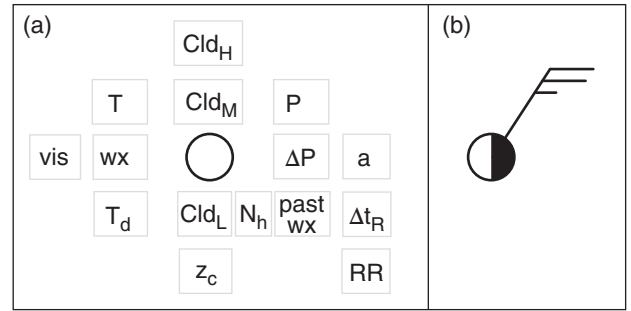 (a)
(b)
Cld_H
T
Cld_M
P
vis
wx
ΔP
a
T_d
Cld_L
N_h
past
wx
Δt_R
z_c
RR